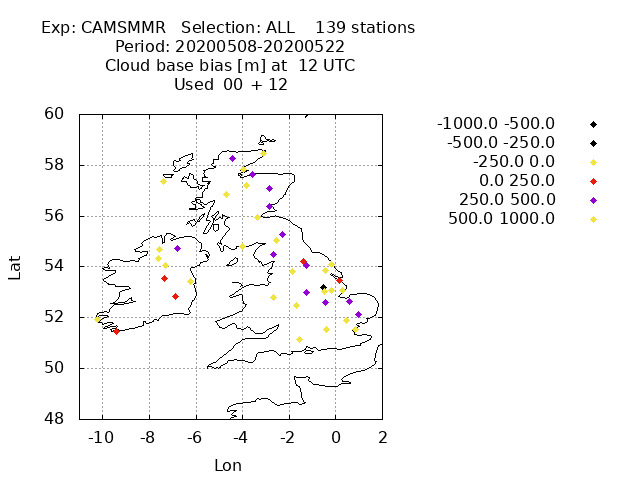 Exp: CAMSMMR   Selection: ALL    139 stations
Period: 20200508-20200522
Cloud base bias [m] at  12 UTC
Used  00 + 12
-1000.0 -500.0
-500.0 -250.0
-250.0 0.0
0.0 250.0
250.0 500.0
500.0 1000.0
60
58
56
54
52
50
48
Lat
-10 -8 -6 -4 -2 0 2
Lon